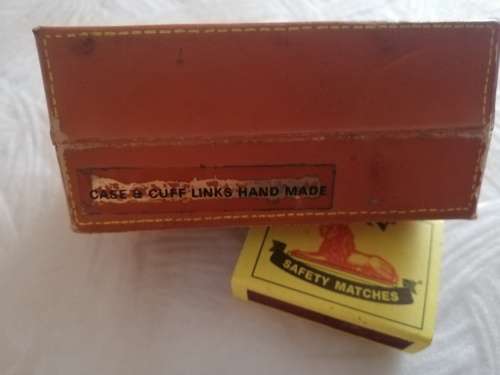 CASE & CUFF LINKS HAND MADE
SAFETY MATCHES